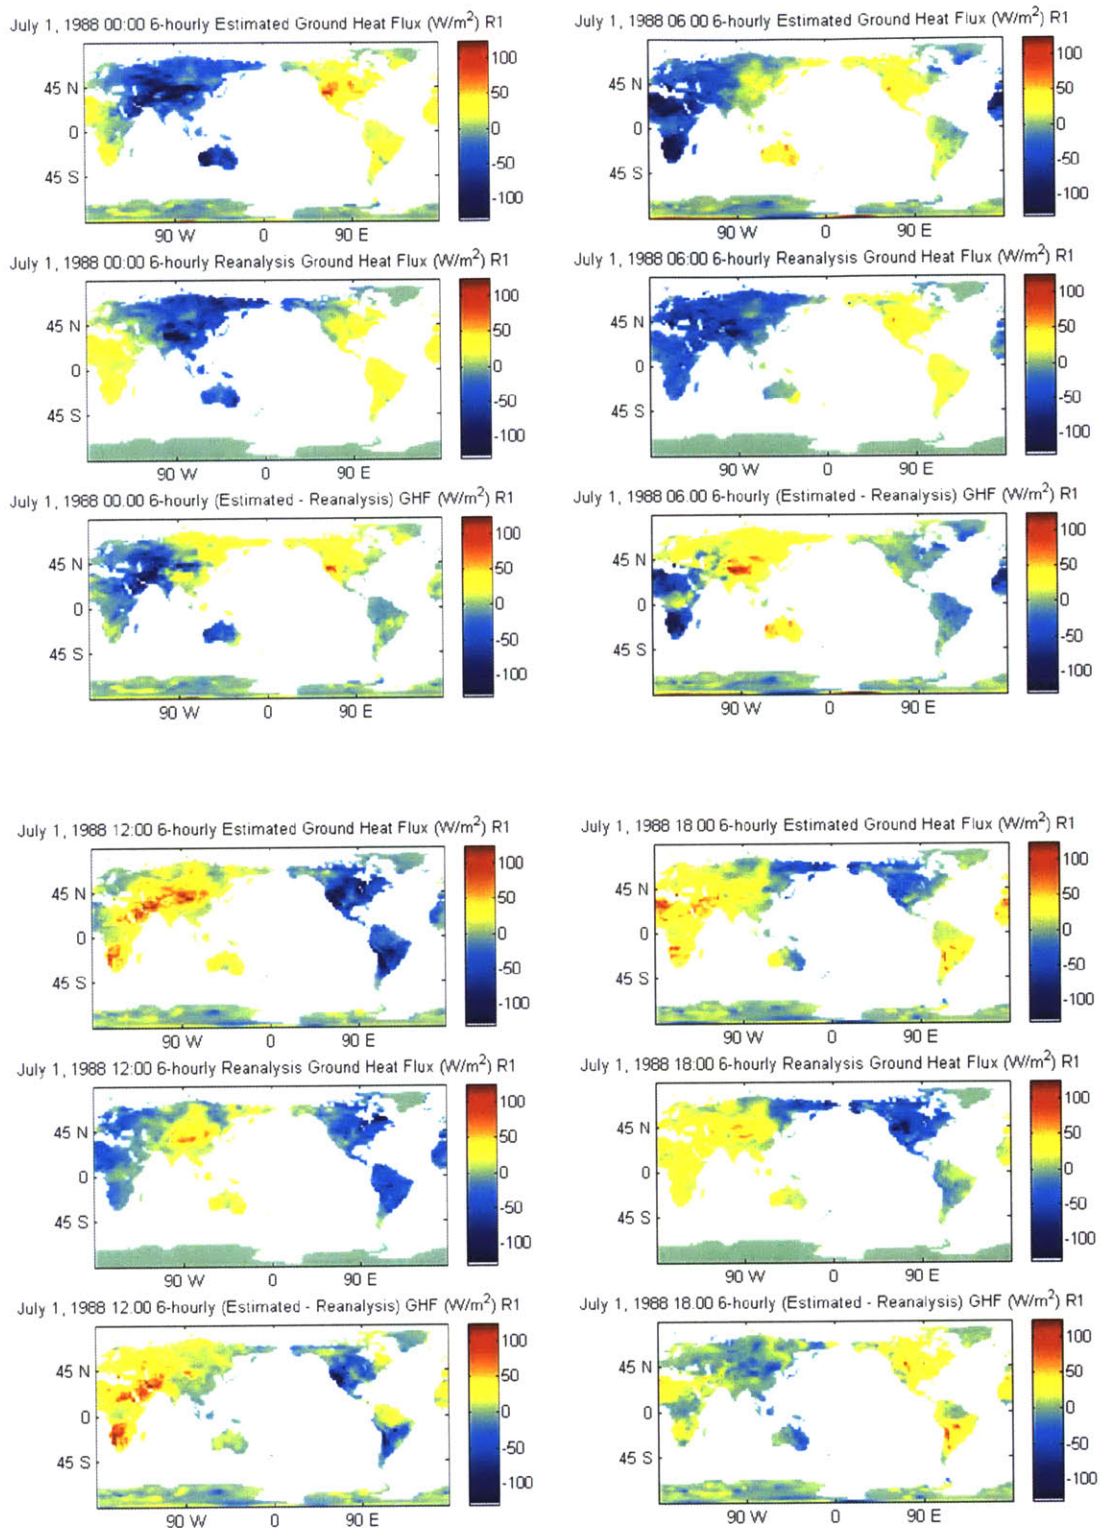 July 1, 1988 00:00 6-hourly Estimated Ground Heat Flux (W/m²) R1
100
50
0
-50
-100
45 N
0
45 S
90 W 0 90 E
July 1, 1988 00:00 6-hourly Reanalysis Ground Heat Flux (W/m²) R1
100
50
0
-50
-100
45 N
0
45 S
90 W 0 90 E
July 1, 1988 00.00 6-hourly (Estimated - Reanalysis) GHF (W/m²) R1
100
50
0
-50
-100
45 N
0
45 S
90 W 0 90 E
July 1, 1988 06.00 6-hourly Estimated Ground Heat Flux (W/m²) R1
100
50
0
-50
-100
45 N
0
45 S
90 W 0 90 E
July 1, 1988 06:00 6-hourly Reanalysis Ground Heat Flux (W/m²) R1
100
50
0
-50
-100
45 N
0
45 S
90 W 0 90 E
July 1, 1988 06.00 6-hourly (Estimated - Reanalysis) GHF (W/m²) R1
100
50
0
-50
-100
45 N
0
45 S
90 W 0 90 E
July 1, 1988 12:00 6-hourly Estimated Ground Heat Flux (W/m²) R1
100
50
0
-50
-100
45 N
0
45 S
90 W 0 90 E
July 1, 1988 12:00 6-hourly Reanalysis Ground Heat Flux (W/m²) R1
100
50
0
-50
-100
45 N
0
45 S
90 W 0 90 E
July 1, 1988 12.00 6-hourly (Estimated - Reanalysis) GHF (W/m²) R1
100
50
0
-50
-100
45 N
0
45 S
90 W 0 90 E
July 1, 1988 18 00 6-hourly Estimated Ground Heat Flux (W/m²) R1
100
50
0
-50
-100
45 N
0
45 S
90 W 0 90 E
July 1, 1988 18:00 6-hourly Reanalysis Ground Heat Flux (W/m²) R1
100
50
0
-50
-100
45 N
0
45 S
90 W 0 90 E
July 1, 1988 18.00 6-hourly (Estimated - Reanalysis) GHF (W/m²) R1
100
50
0
-50
-100
45 N
0
45 S
90 W 0 90 E